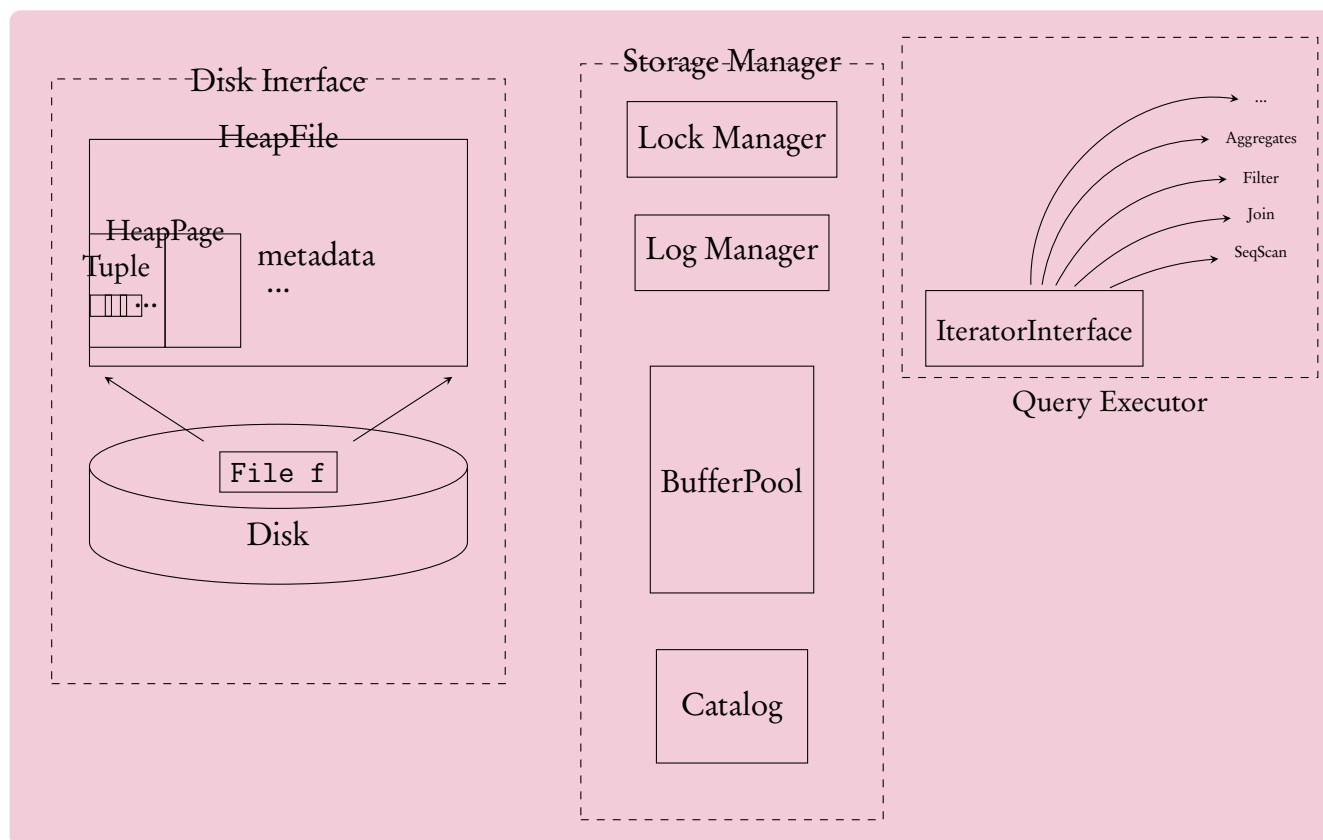 Disk Inerface
HeapFile
HeapPage
Tuple
...
metadata
...
File f
Disk
Storage Manager
Lock Manager
Log Manager
BufferPool
Catalog
...
Aggregates
Filter
Join
SeqScan
IteratorInterface
Query Executor